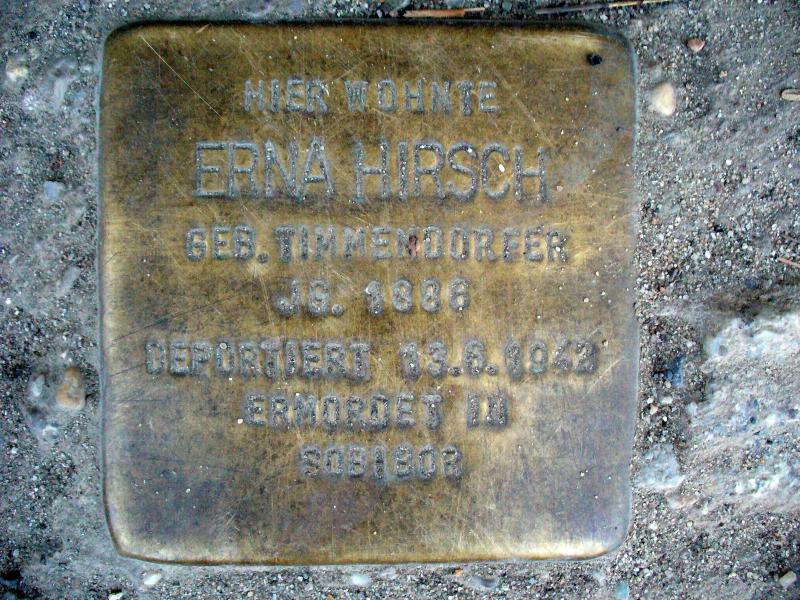 HIER WOHNTE
ERNA HIRSCH
GEB. TIMMENDORFER
JG. 1886
DEPORTIERT 13.6.1942
ERMORDET IN
SOBIBOR